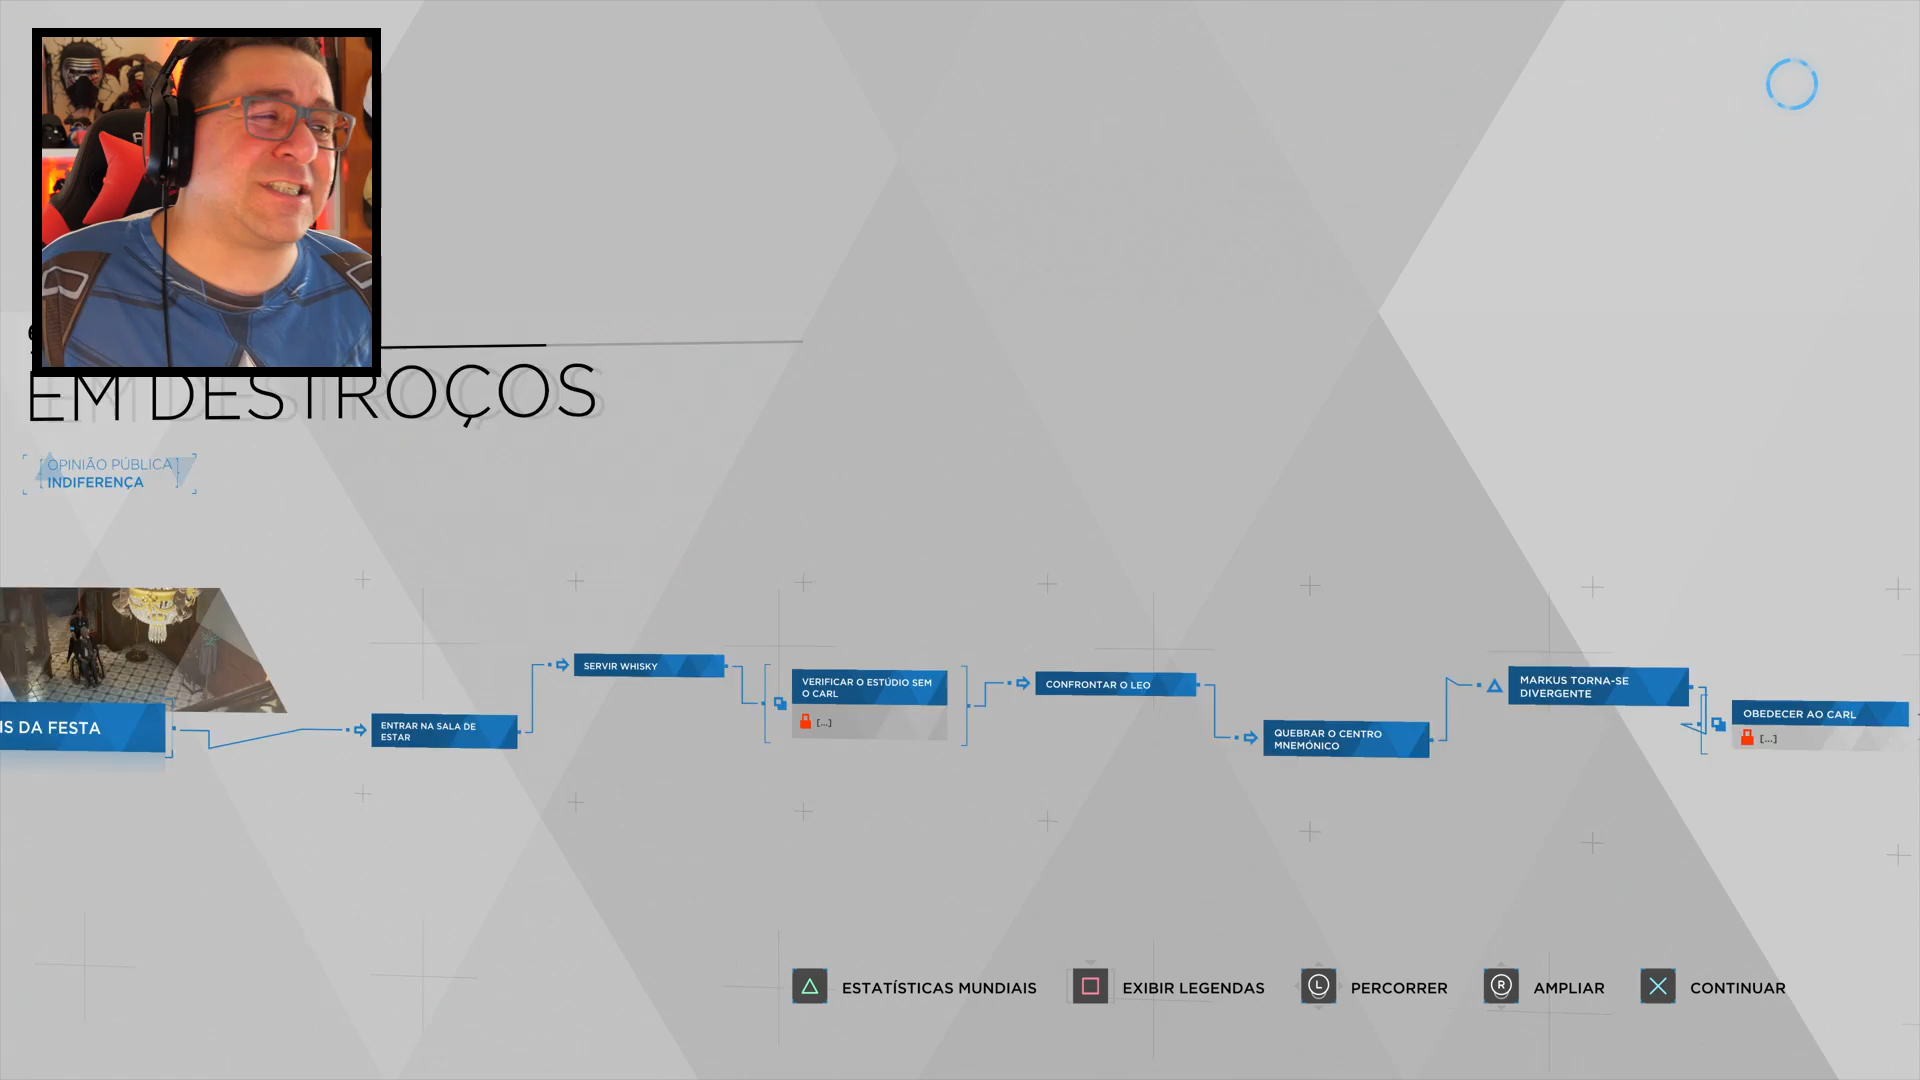 EM DESTROÇOS
OPINIÃO PÚBLICA
INDIFERENÇA
IS DA FESTA
ENTRAR NA SALA DE
ESTAR
SERVIR WHISKY
VERIFICAR O ESTÚDIO SEM
O CARL
[...]
CONFRONTAR O LEO
QUEBRAR O CENTRO
MNEMÓNICO
MARKUS TORNA-SE
DIVERGENTE
OBEDECER AO CARL
[...]
ESTATÍSTICAS MUNDIAIS
EXIBIR LEGENDAS
L PERCORRER
R AMPLIAR
CONTINUAR